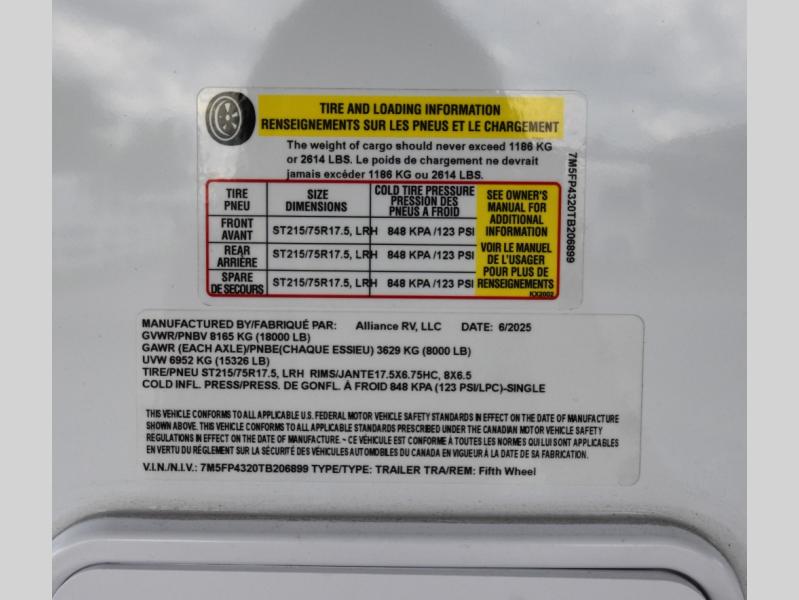 TIRE AND LOADING INFORMATION
RENSEIGNEMENTS SUR LES PNEUS ET LE CHARGEMENT
The weight of cargo should never exceed 1186 KG
or 2614 LBS. Le poids de chargement ne devrait
jamais excéder 1186 KG ou 2614 LBS.
TIRE PNEU SIZE DIMENSIONS COLD TIRE PRESSURE PRESSION DES PNEUS A FROID
FRONT AVANT ST215/75R17.5, LRH 848 KPA /123 PSI
REAR ARRIÈRE ST215/75R17.5, LRH 848 KPA /123 PSI
SPARE DE SECOURS ST215/75R17.5, LRH 848 KPA /123 PSI
SEE OWNER'S
MANUAL FOR
ADDITIONAL
INFORMATION
VOIR LE MANUEL
DE L'USAGER
POUR PLUS DE
RENSEIGNEMENTS
KX2002
7M5FP4320TB206899
MANUFACTURED BY/FABRIQUÉ PAR: Alliance RV, LLC DATE: 6/2025
GVWR/PNBV 8165 KG (18000 LB)
GAWR (EACH AXLE)/PNBE(CHAQUE ESSIEU) 3629 KG (8000 LB)
UVW 6952 KG (15326 LB)
TIRE/PNEU ST215/75R17.5, LRH RIMS/JANTE17.5X6.75HC, 8X6.5
COLD INFL. PRESS/PRESS. DE GONFL. À FROID 848 KPA (123 PSI/LPC)-SINGLE
THIS VEHICLE CONFORMS TO ALL APPLICABLE U.S. FEDERAL MOTOR VEHICLE SAFETY STANDARDS IN EFFECT ON THE DATE OF MANUFACTURE
SHOWN ABOVE. THIS VEHICLE CONFORMS TO ALL APPLICABLE STANDARDS PRESCRIBED UNDER THE CANADIAN MOTOR VEHICLE SAFETY
REGULATIONS IN EFFECT ON THE DATE OF MANUFACTURE. ~ CE VÉHICULE EST CONFORME À TOUTES LES NORMES QUI LUI SONT APPLICABLES
EN VERTU DU RÉGLEMENT SUR LA SÉCURITÉ DES VÉHICULES AUTOMOBILES DU CANADA EN VIGUEUR À LA DATE DE SA FABRICATION.
V.I.N./N.I.V.: 7M5FP4320TB206899 TYPE/TYPE: TRAILER TRA/REM: Fifth Wheel